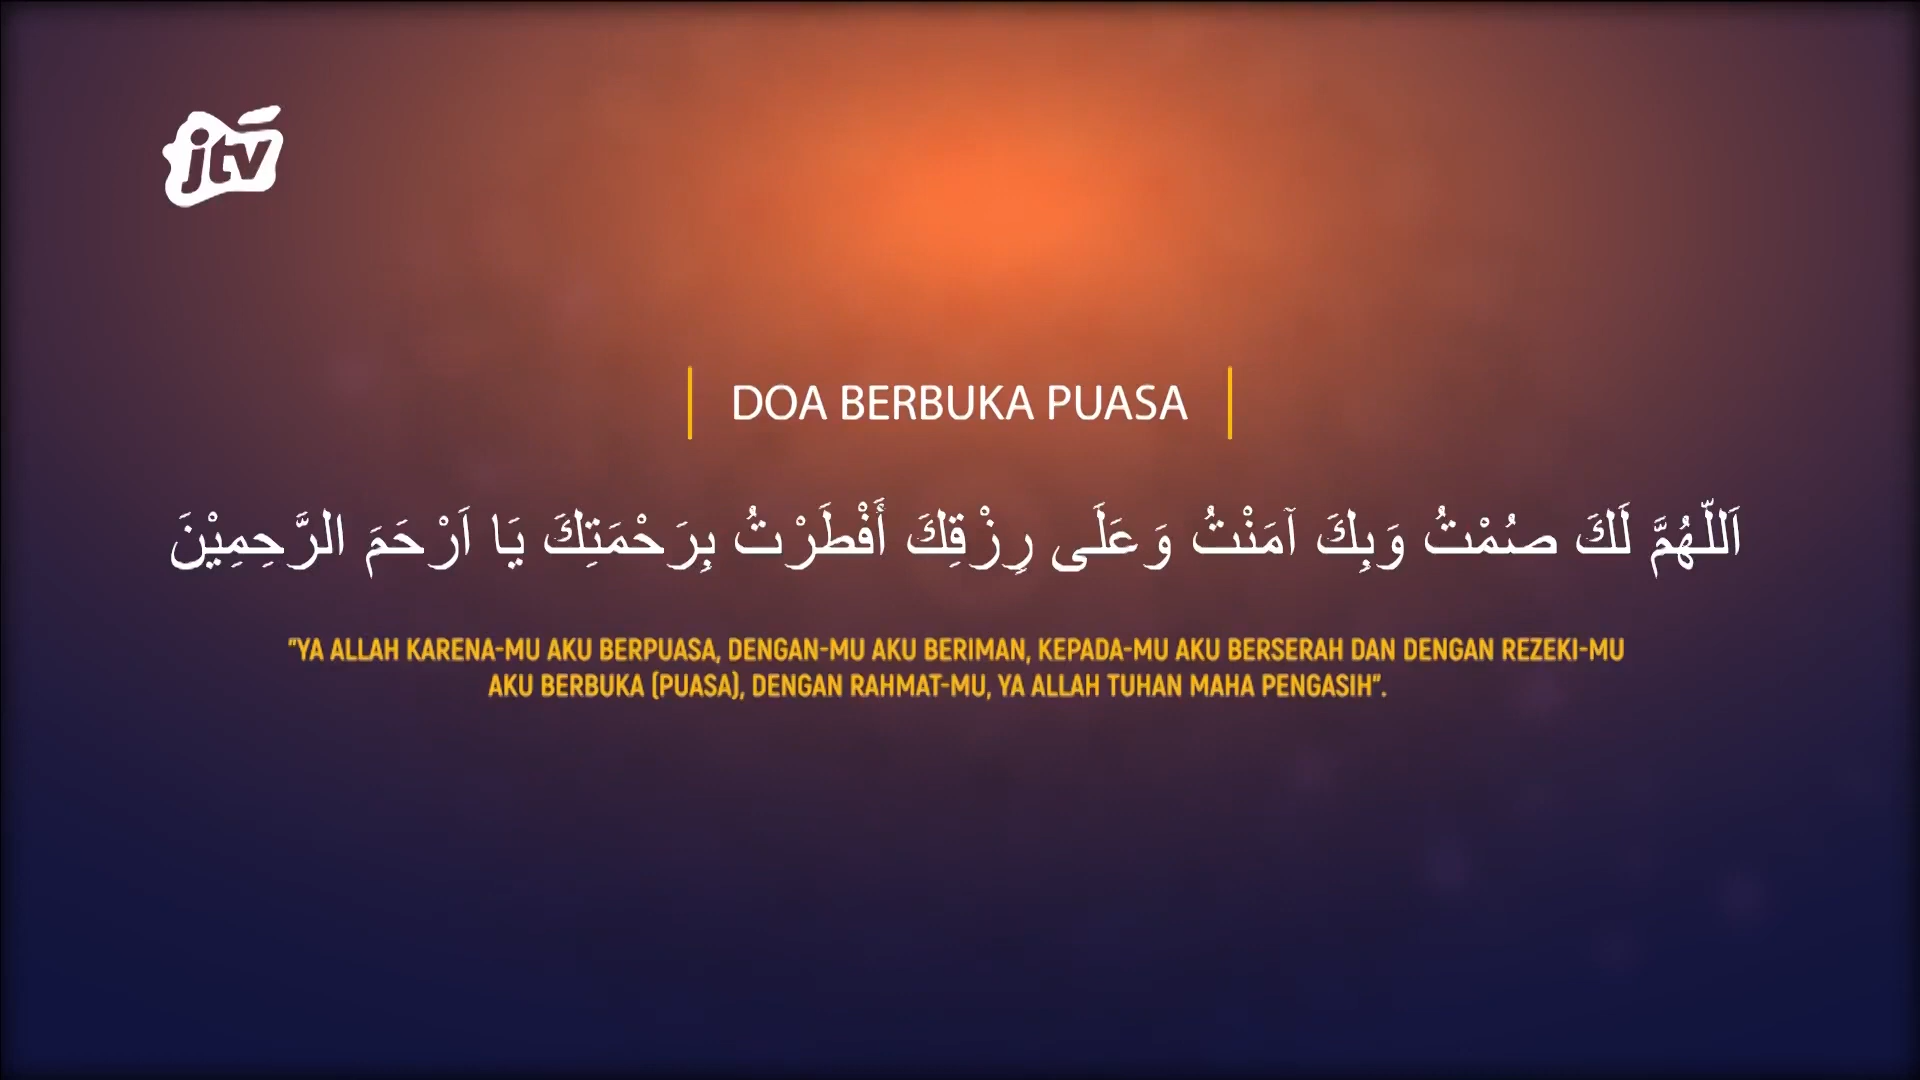 jtv
DOA BERBUKA PUASA
اَللّٰهُمَّ لَكَ صُمْتُ وَبِكَ آمَنْتُ وَعَلَى رِزْقِكَ أَفْطَرْتُ بِرَحْمَتِكَ يَا اَرْحَمَ الرَّحِمِيْنَ
"YA ALLAH KARENA-MU AKU BERPUASA, DENGAN-MU AKU BERIMAN, KEPADA-MU AKU BERSERAH DAN DENGAN REZEKI-MU
AKU BERBUKA (PUASA), DENGAN RAHMAT-MU, YA ALLAH TUHAN MAHA PENGASIH".